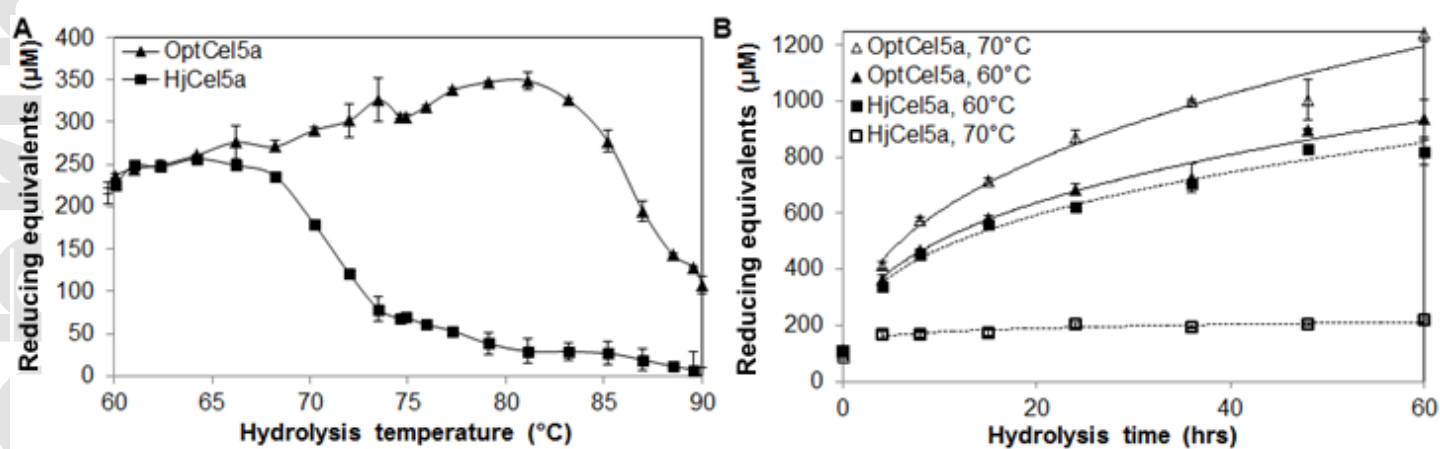 A
Reducing equivalents (µM)
400
350
300
250
200
150
100
50
0
OptCel5a
HjCel5a
60 65 70 75 80 85 90
Hydrolysis temperature (°C)
B
Reducing equivalents (µM)
1200
1000
800
600
400
200
0
OptCel5a, 70°C
OptCel5a, 60°C
HjCel5a, 60°C
HjCel5a, 70°C
0 20 40 60
Hydrolysis time (hrs)